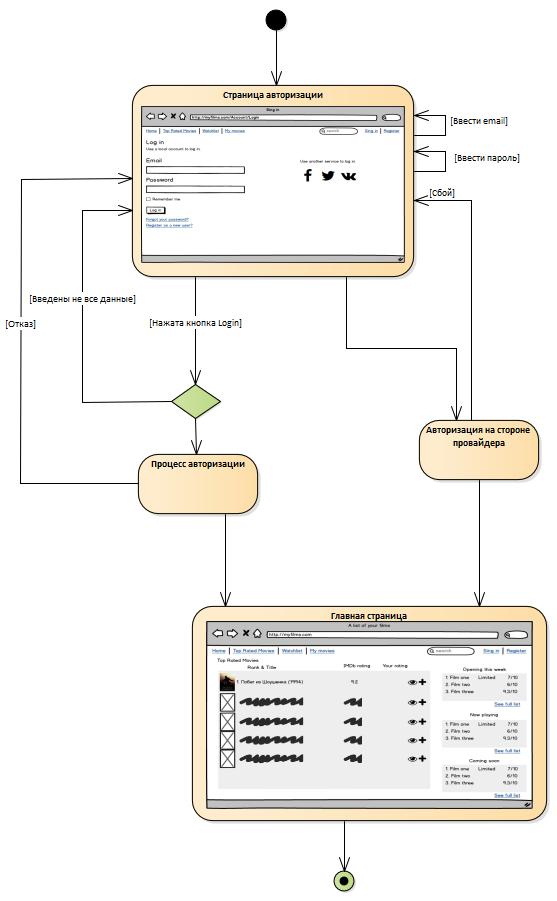 Страница авторизации
Sing in
http://myfilms.com/Account/Login
Home | Top Rated Movies | Watchlist | My movies
search
Sing in | Register
Log in
Use a local account to log in.
Email
Password
Remember me
Log in
Forgot your password?
Register as a new user?
Use another service to log in
[Ввести email]
[Ввести пароль]
[Сбой]
[Введены не все данные]
[Отказ]
[Нажата кнопка Login]
Авторизация на стороне
провайдера
Процесс авторизации
Главная страница
A list of your films
http://myfilms.com
Home | Top Rated Movies | Watchlist | My movies
search
Sing in | Register
Top Rated Movies
Rank & Title
IMDb rating
Your rating
1. Побег из Шоушенка (1994)
9.2
Opening this week
1. Film one Limited 7/10
2. Film two 6/10
3. Film three 9,3/10
See full list
Now playing
1. Film one Limited 7/10
2. Film two 6/10
3. Film three 9,3/10
See full list
Coming soon
1. Film one Limited 7/10
2. Film two 6/10
3. Film three 9,3/10
See full list